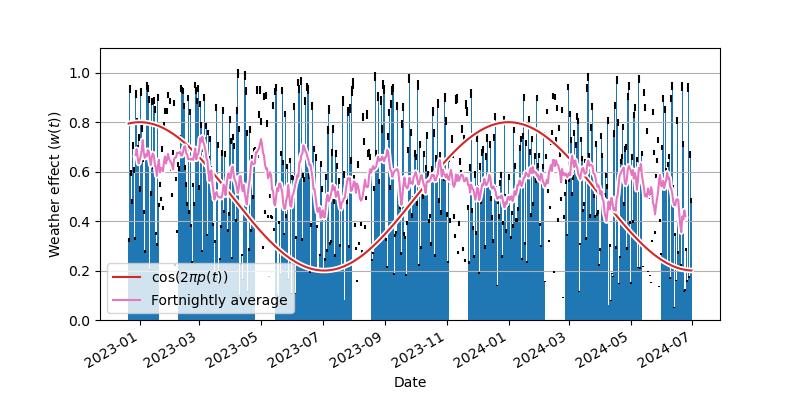 Weather effect (w(t))
1.0
0.8
0.6
0.4
0.2
0.0
cos(2πp(t))
Fortnightly average
2023-01 2023-03 2023-05 2023-07 2023-09 2023-11 2024-01 2024-03 2024-05 2024-07
Date